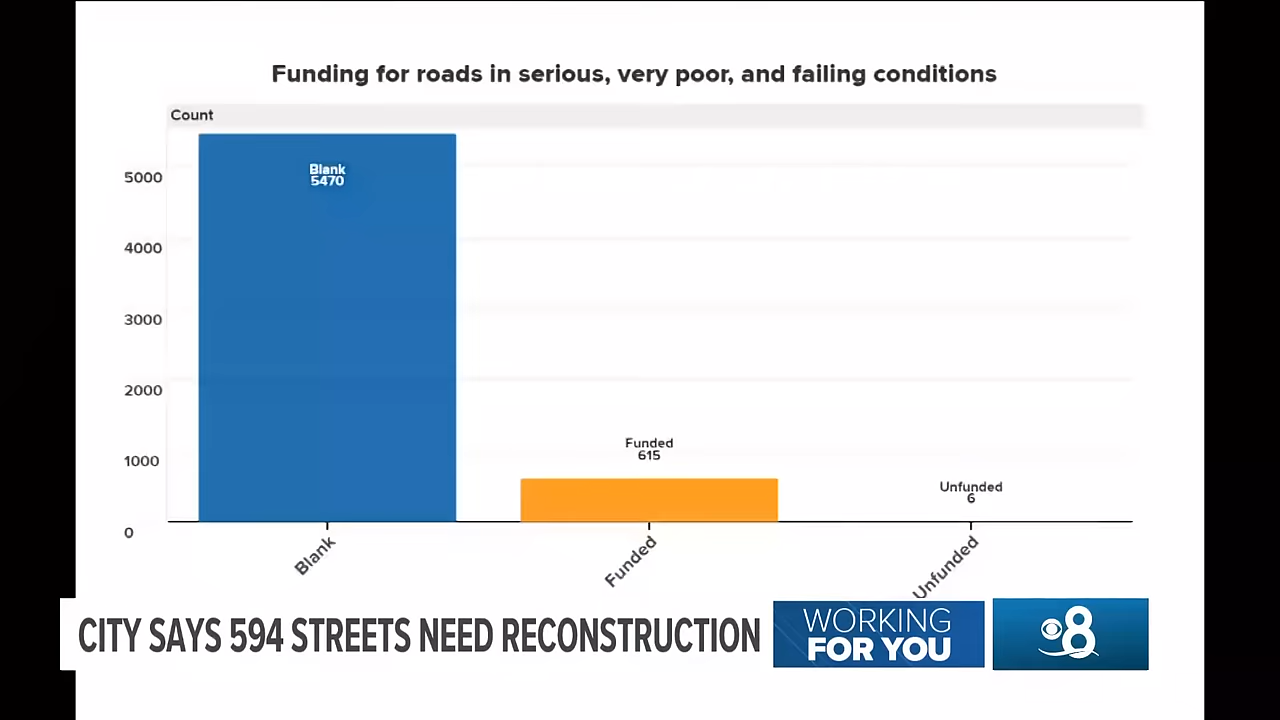 Funding for roads in serious, very poor, and failing conditions
Count
5000
4000
3000
2000
1000
0
Blank
5470
Funded
615
Unfunded
6
Blank
Funded
Unfunded
CITY SAYS 594 STREETS NEED RECONSTRUCTION
WORKING
FOR YOU
8